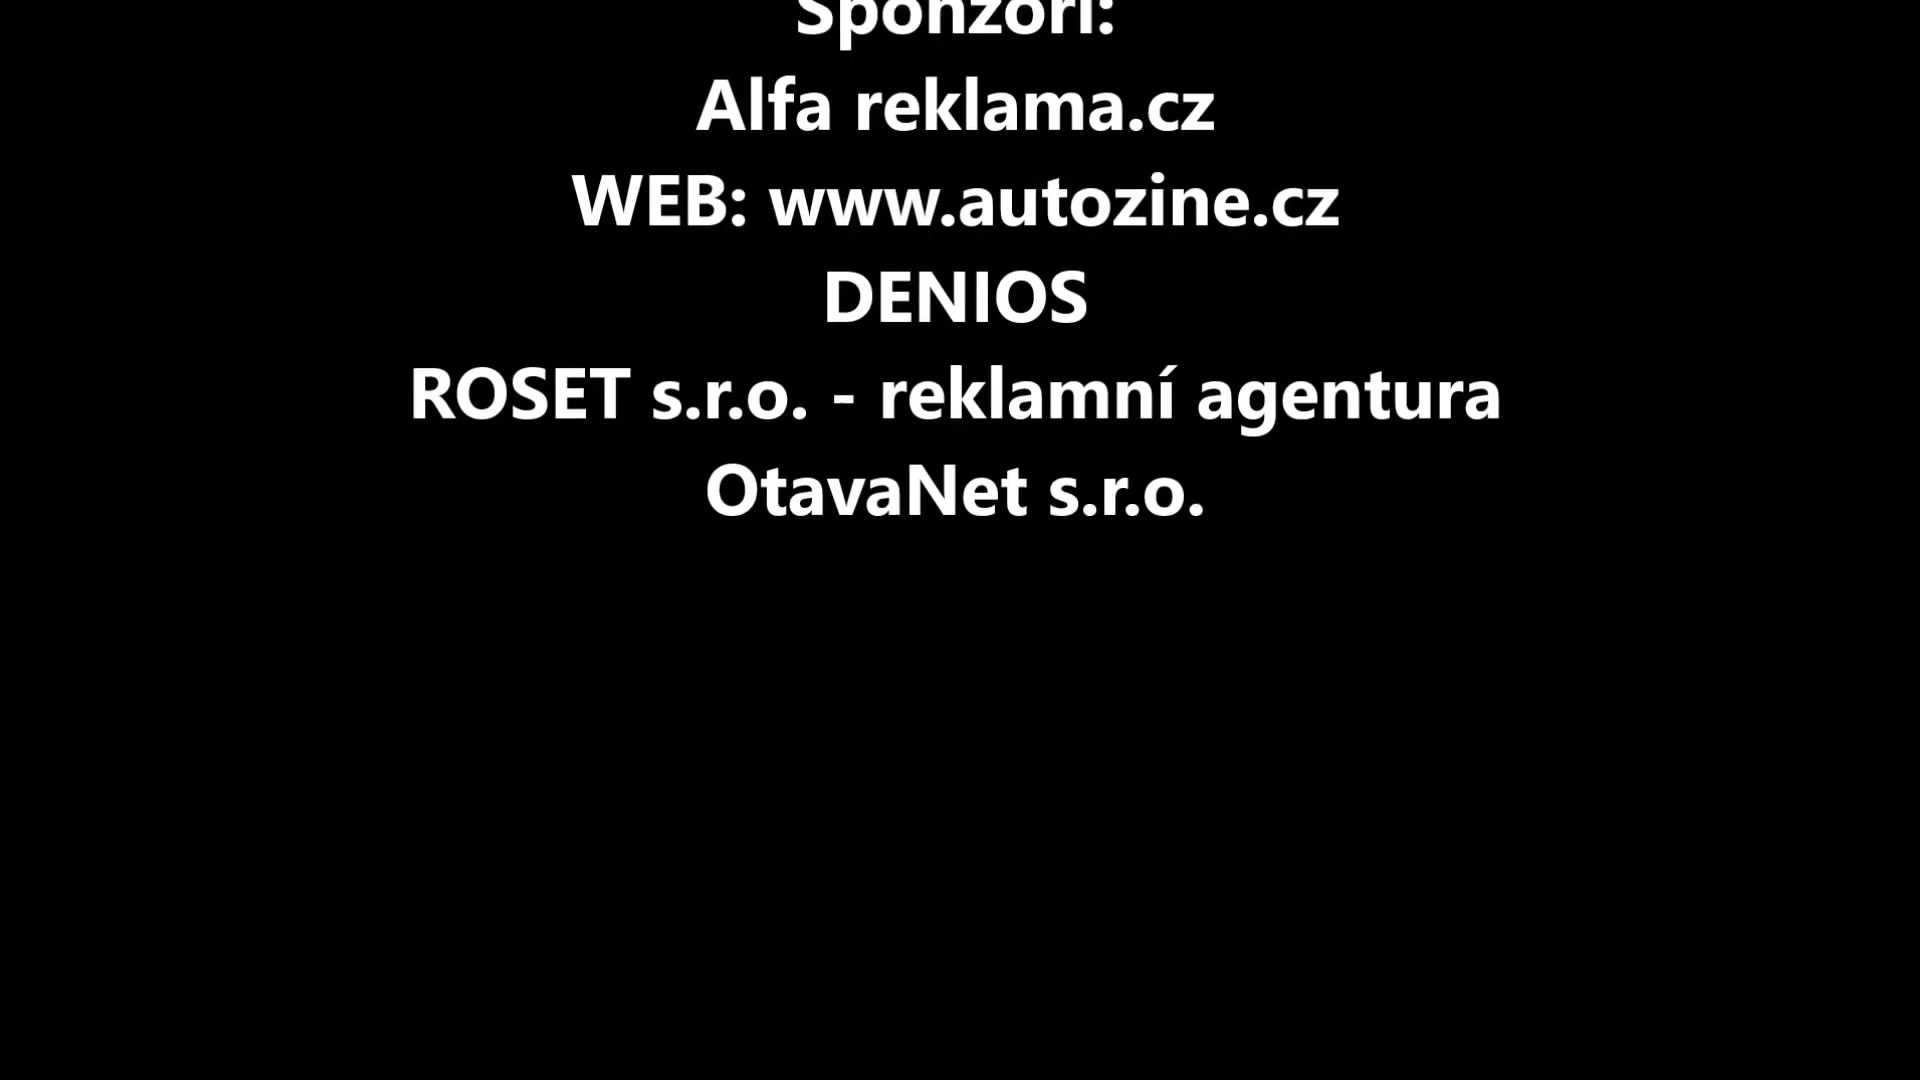 Sponzoři:
Alfa reklama.cz
WEB: www.autozine.cz
DENIOS
ROSET s.r.o. - reklamní agentura
OtavaNet s.r.o.